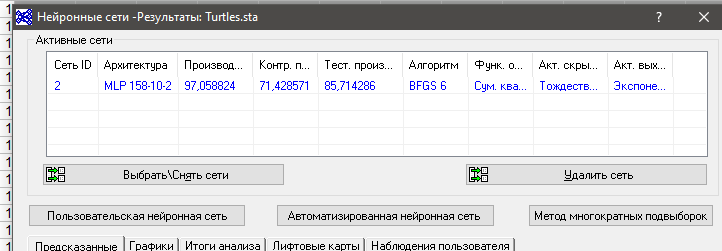 Нейронные сети -Результаты: Turtles.sta
Активные сети
Сеть ID Архитектура Производ... Контр. п... Тест. произ... Алгоритм Функ. о... Акт. скры... Акт. вых...
2 MLP 158-10-2 97,058824 71,428571 85,714286 BFGS 6 Сум. ква... Тождеств... Экспоне...
Выбрать\Снять сети Удалить сеть
Пользовательская нейронная сеть Автоматизированная нейронная сеть Метод многократных подвыборок
Предсказанные Графики Итоги анализа Лифтовые карты Наблюдения пользователя